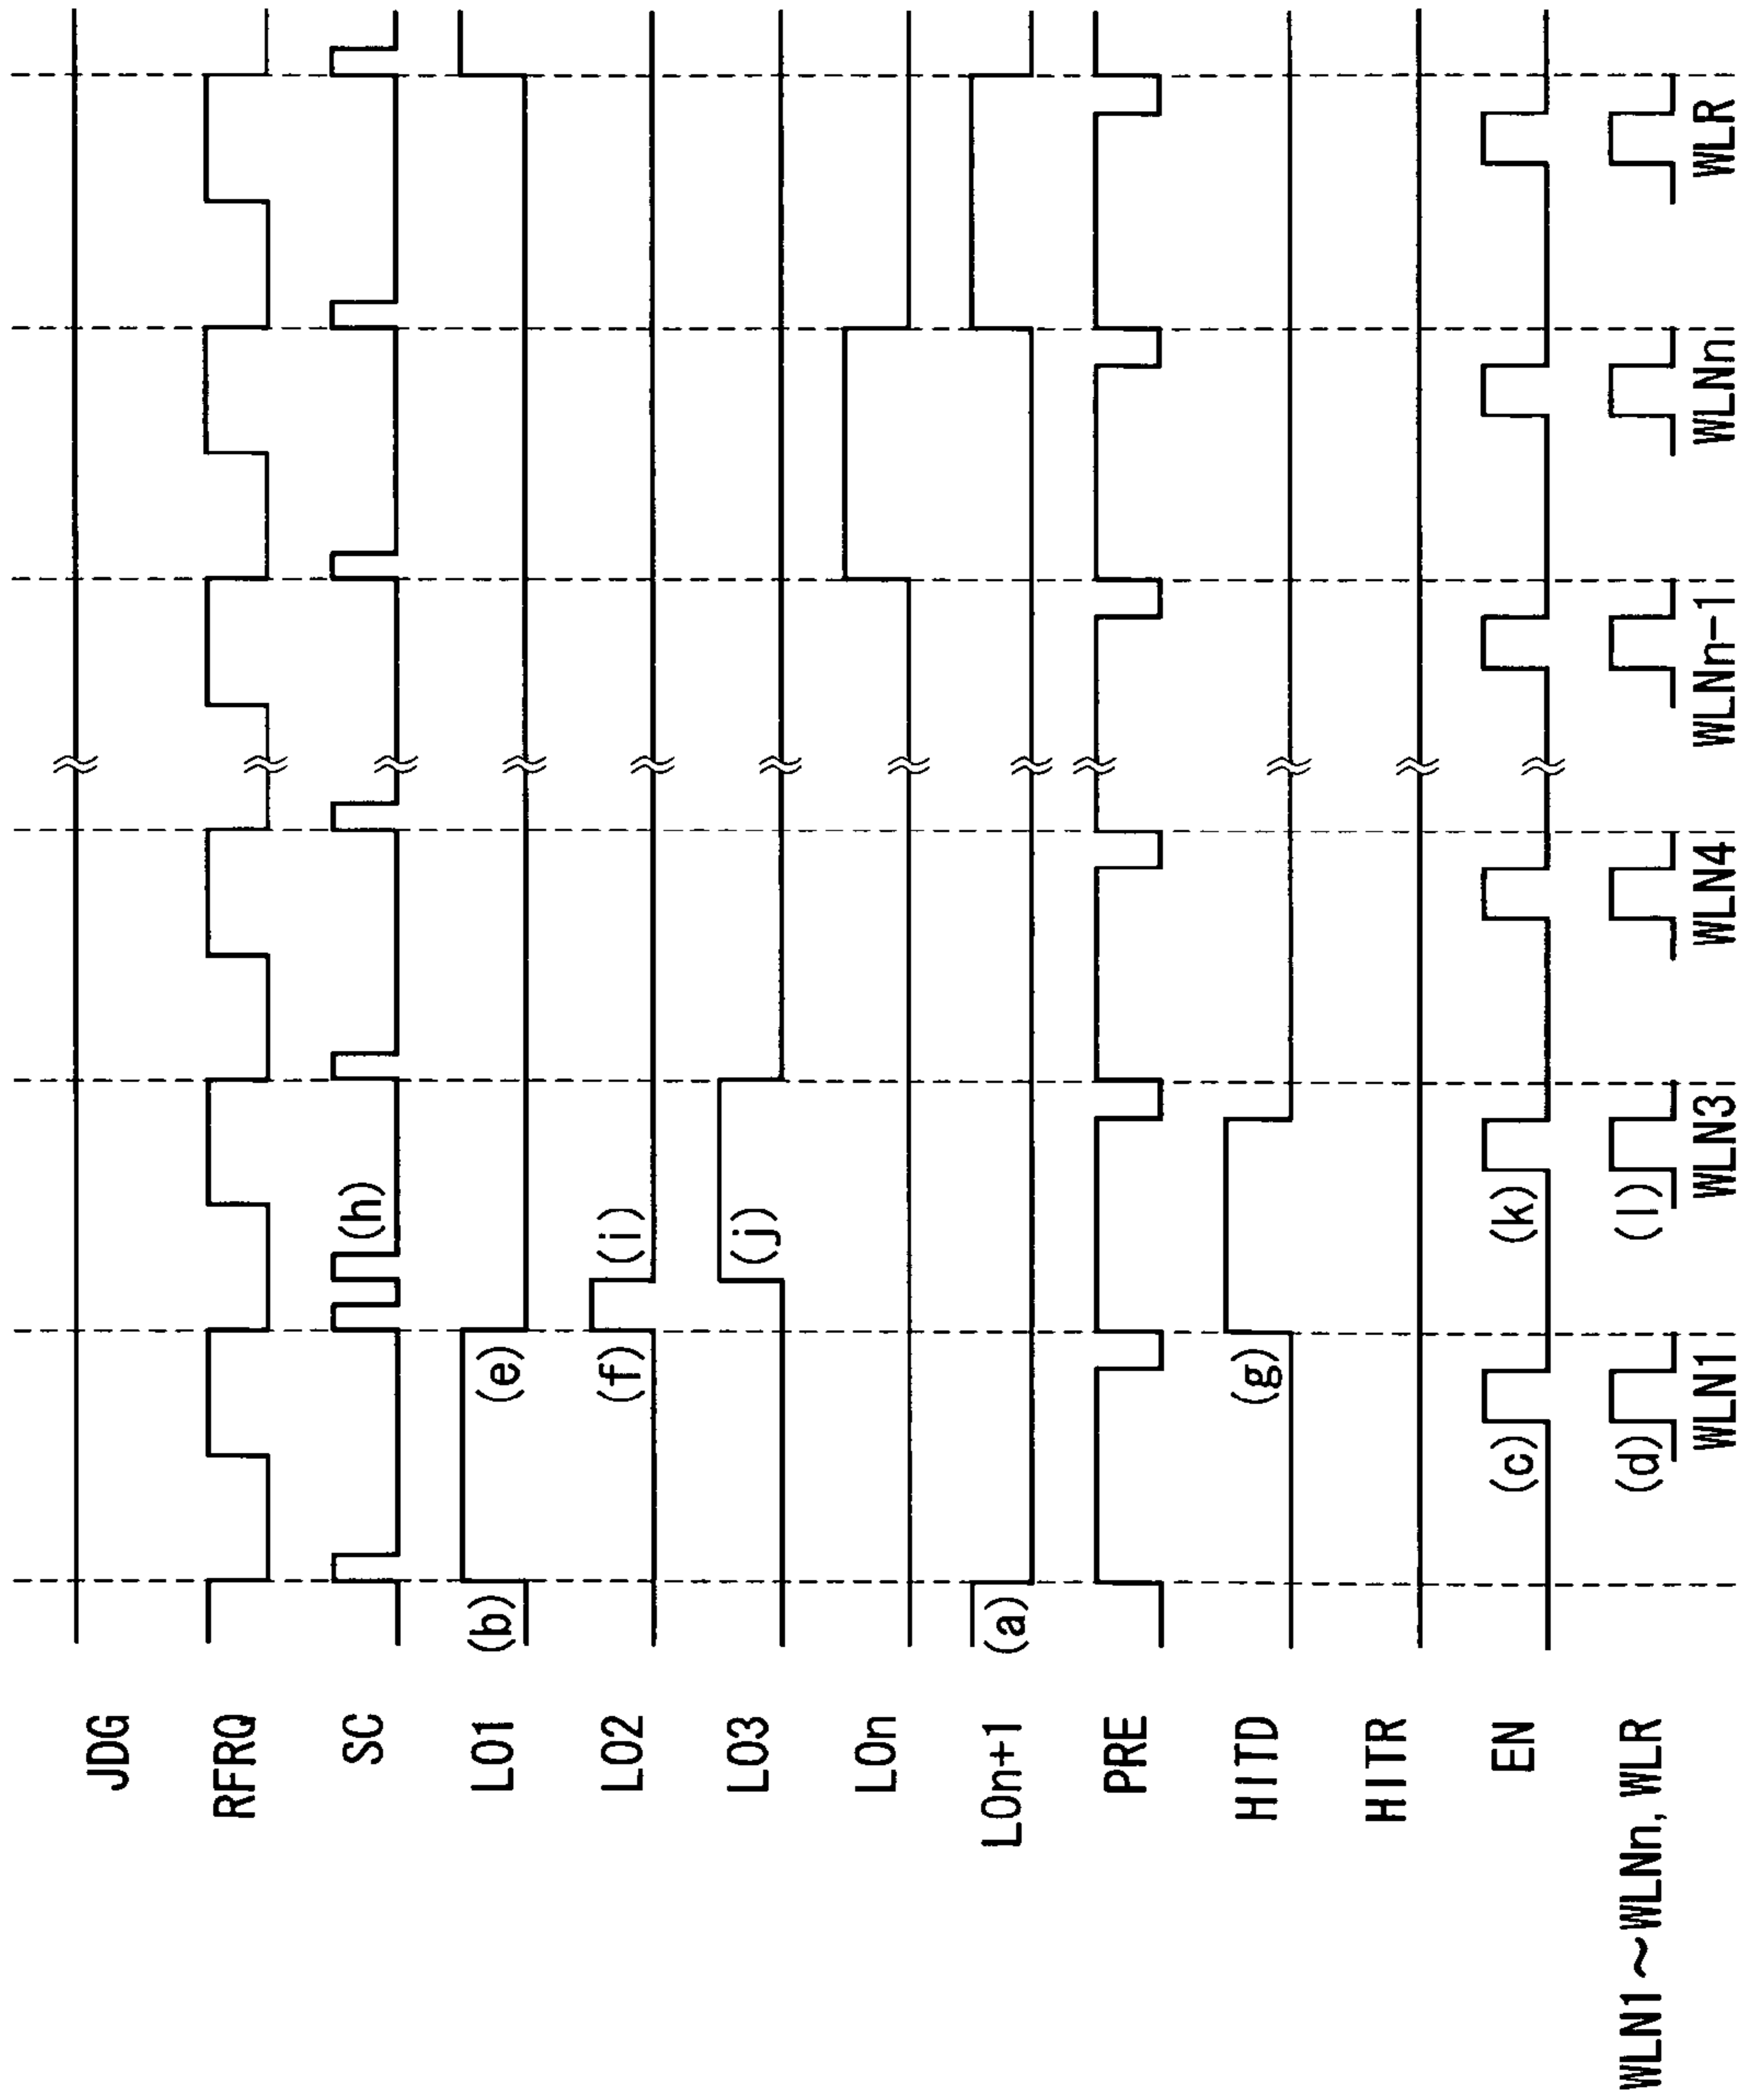 JDG
RFRQ
SC
(h)
LO1
(b)
(e)
LO2
(f)
(i)
LO3
(j)
LOn
LOn+1
(a)
PRE
HITD
(g)
HITR
EN
(c)
(k)
WLN1~WLNn, WLR
(d)
(l)
WLN1
WLN3
WLN4
WLNn-1
WLNn
WLR